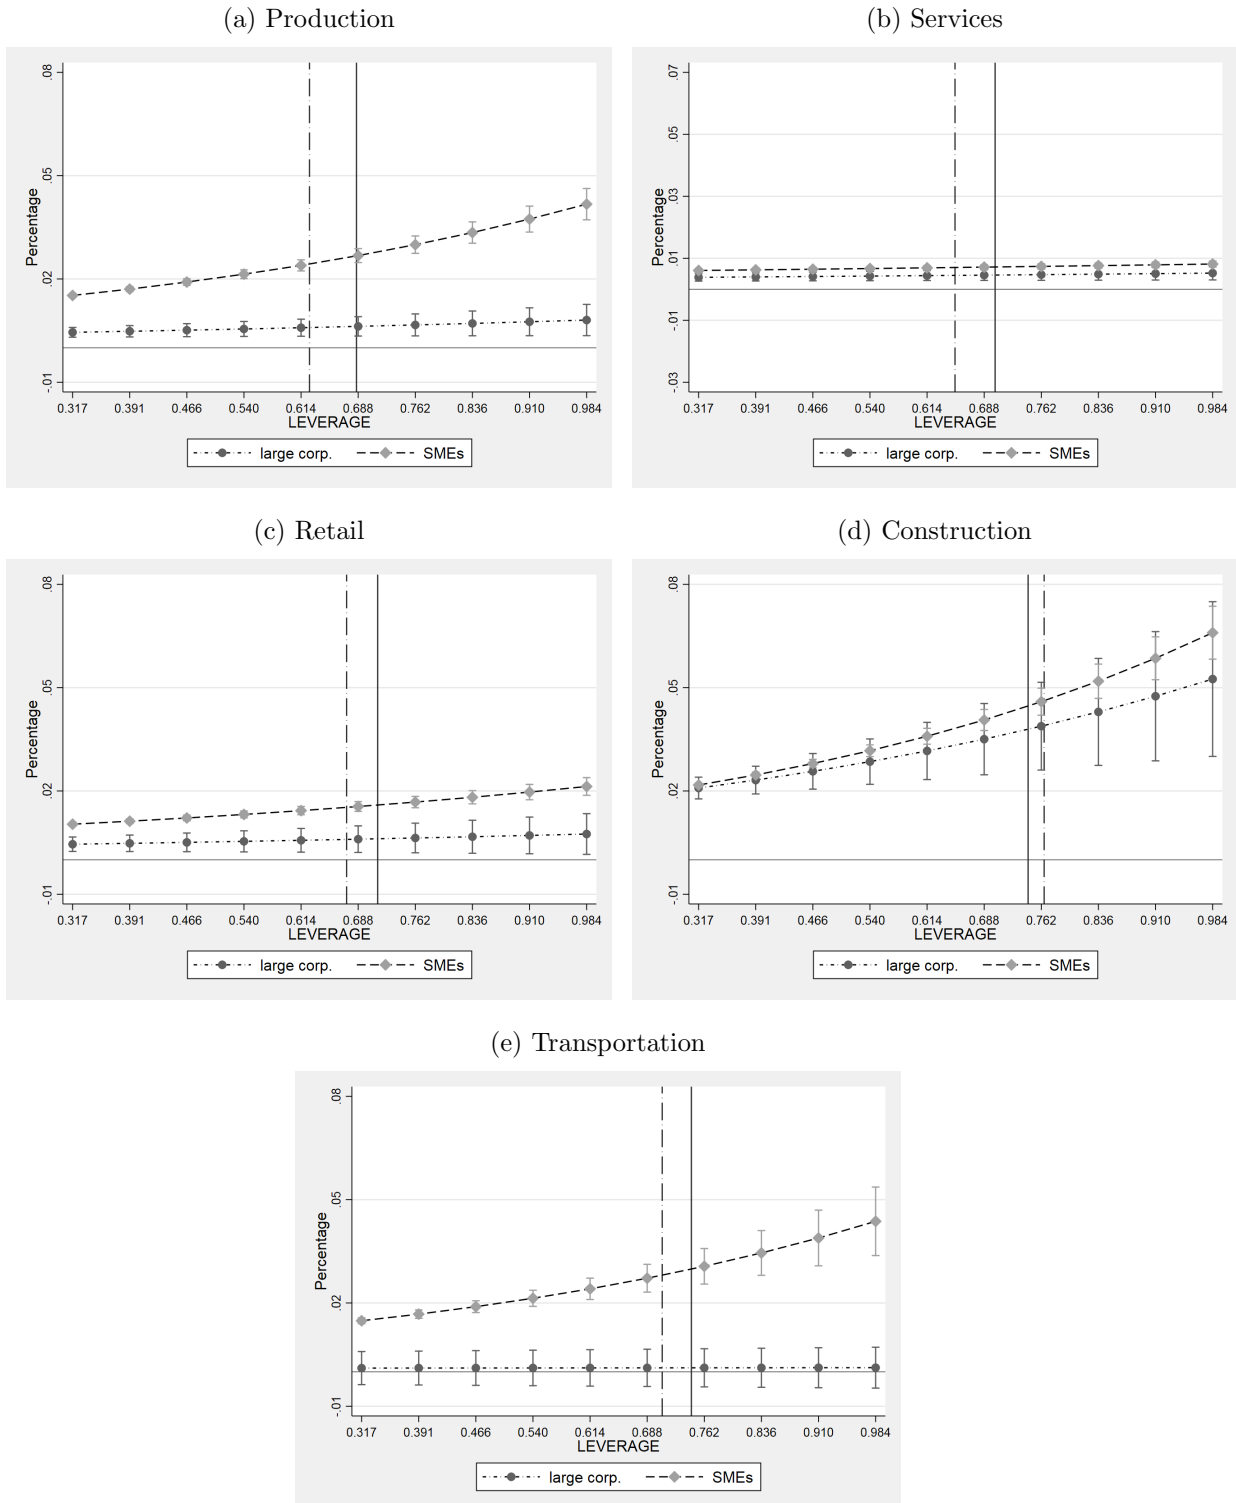 (a) Production
Percentage
.08
.05
.02
-.01
0.317 0.391 0.466 0.540 0.614 0.688 0.762 0.836 0.910 0.984
LEVERAGE
large corp. SMEs
(b) Services
Percentage
.07
.05
.03
.01
-.01
-.03
0.317 0.391 0.466 0.540 0.614 0.688 0.762 0.836 0.910 0.984
LEVERAGE
large corp. SMEs
(c) Retail
Percentage
.08
.05
.02
-.01
0.317 0.391 0.466 0.540 0.614 0.688 0.762 0.836 0.910 0.984
LEVERAGE
large corp. SMEs
(d) Construction
Percentage
.08
.05
.02
-.01
0.317 0.391 0.466 0.540 0.614 0.688 0.762 0.836 0.910 0.984
LEVERAGE
large corp. SMEs
(e) Transportation
Percentage
.08
.05
.02
-.01
0.317 0.391 0.466 0.540 0.614 0.688 0.762 0.836 0.910 0.984
LEVERAGE
large corp. SMEs